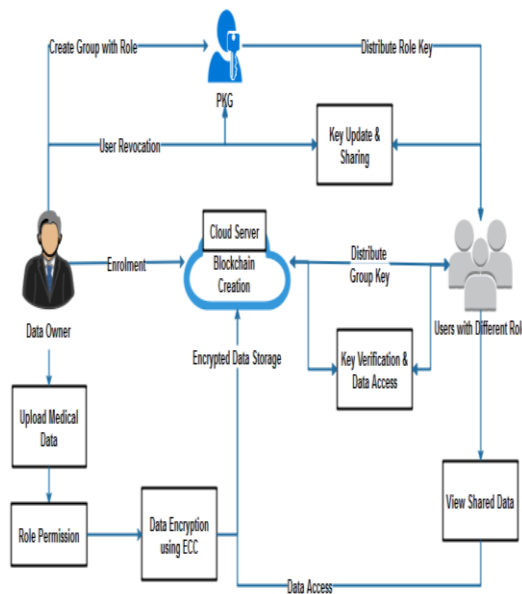 Create Group with Role
Distribute Role Key
PKG
User Revocation
Key Update &
Sharing
Cloud Server
Blockchain
Creation
Enrolment
Distribute
Group Key
Data Owner
Users with Different Rol
Encrypted Data Storage
Key Verification &
Data Access
Upload Medical
Data
Role Permission
Data Encryption
using ECC
View Shared Data
Data Access